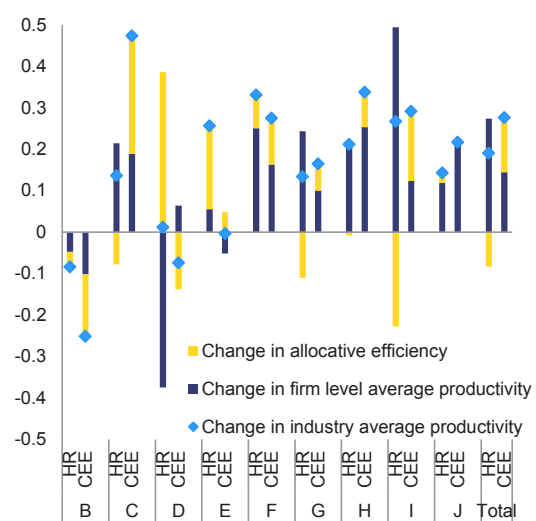 0.5
0.4
0.3
0.2
0.1
0
-0.1
-0.2
-0.3
-0.4
-0.5
Change in allocative efficiency
Change in firm level average productivity
Change in industry average productivity
HR CEE HR CEE HR CEE HR CEE HR CEE HR CEE HR CEE HR CEE HR CEE HR CEE
B C D E F G H I J Total